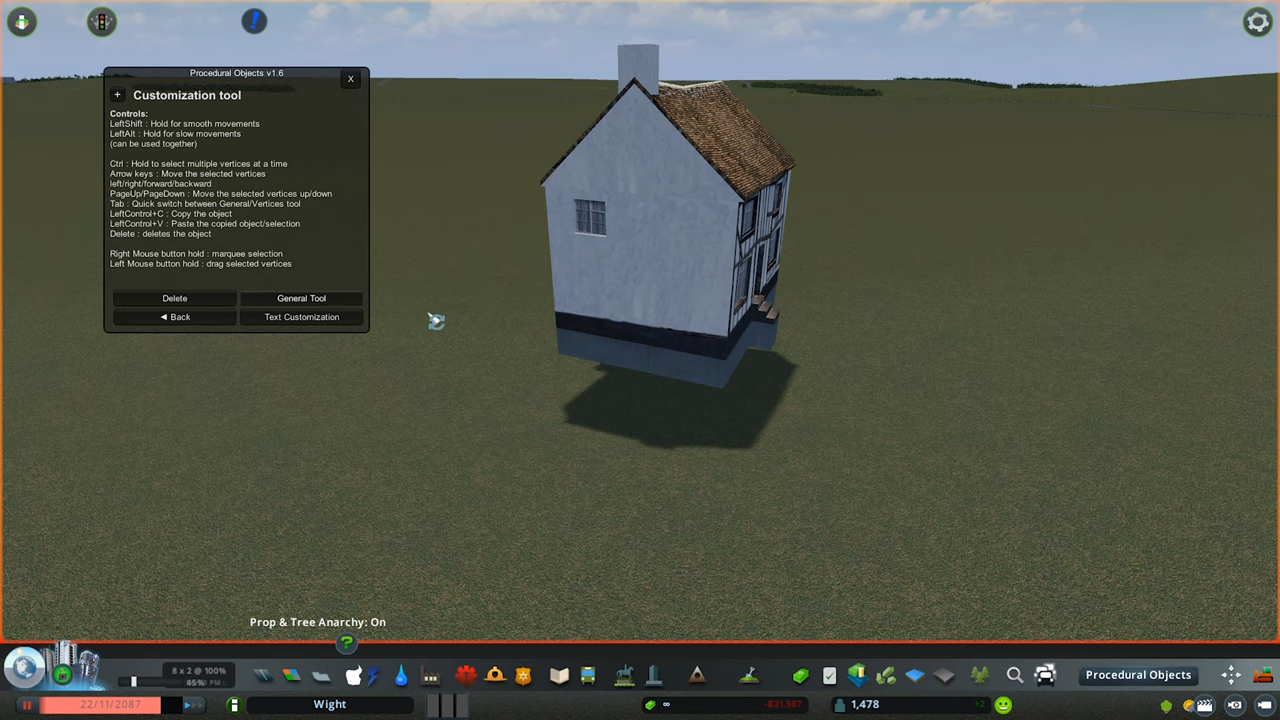 Procedural Objects v1.6
X
+
Customization tool
Controls:
LeftShift : Hold for smooth movements
LeftAlt : Hold for slow movements
(can be used together)
Ctrl : Hold to select multiple vertices at a time
Arrow keys : Move the selected vertices
left/right/forward/backward
PageUp/PageDown : Move the selected vertices up/down
Tab : Quick switch between General/Vertices tool
LeftControl+C : Copy the object
LeftControl+V : Paste the copied object/selection
Delete : deletes the object
Right Mouse button hold : marquee selection
Left Mouse button hold : drag selected vertices
Delete
General Tool
◄ Back
Text Customization
Prop & Tree Anarchy: On
?
8 x 2 @ 100%
45%
Procedural Objects
22/11/2087
Wight
∞
1,478
+2